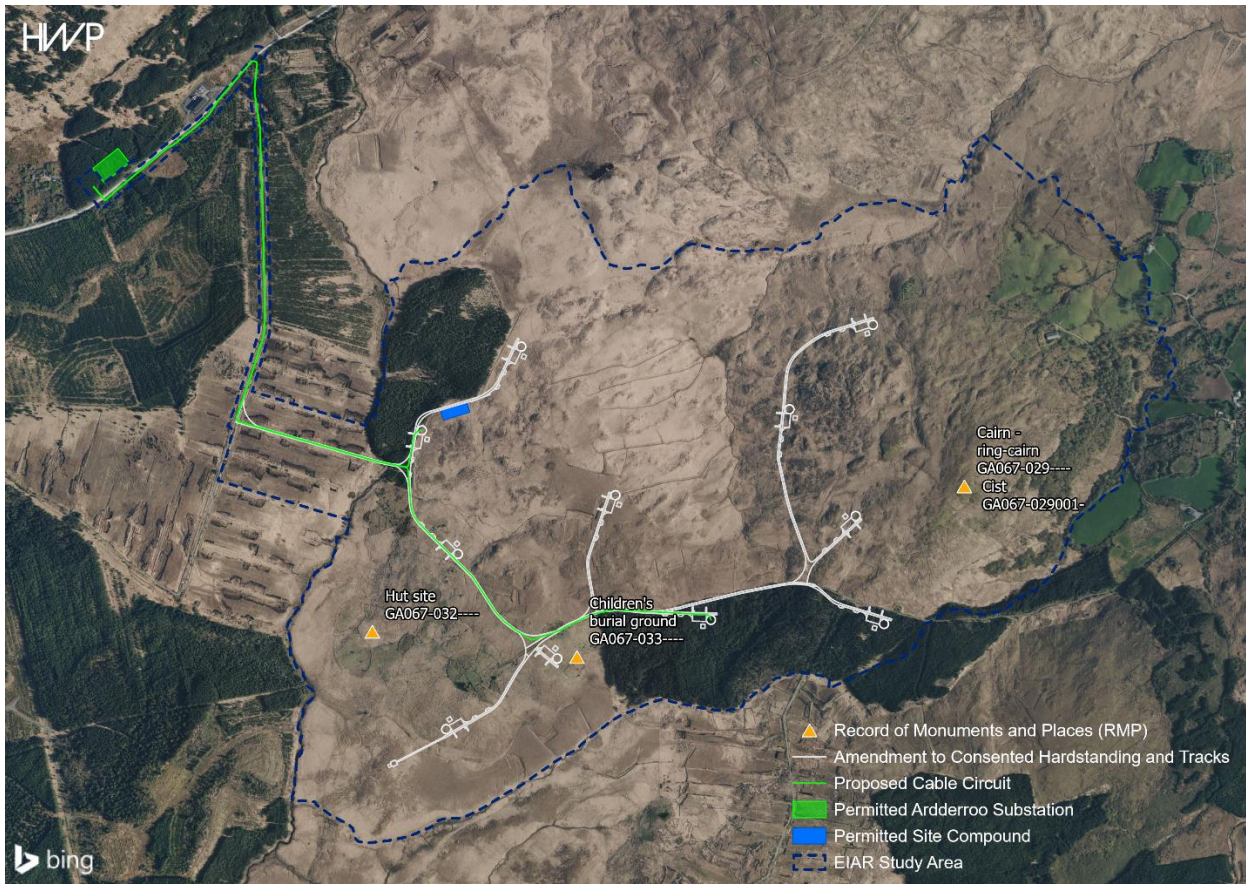 HWP
Cairn -
ring-cairn
GA067-029----
Cist
GA067-029001-
Hut site
GA067-032----
Children's
burial ground
GA067-033----
Record of Monuments and Places (RMP)
Amendment to Consented Hardstanding and Tracks
Proposed Cable Circuit
Permitted Ardderroo Substation
Permitted Site Compound
EIAR Study Area
bing